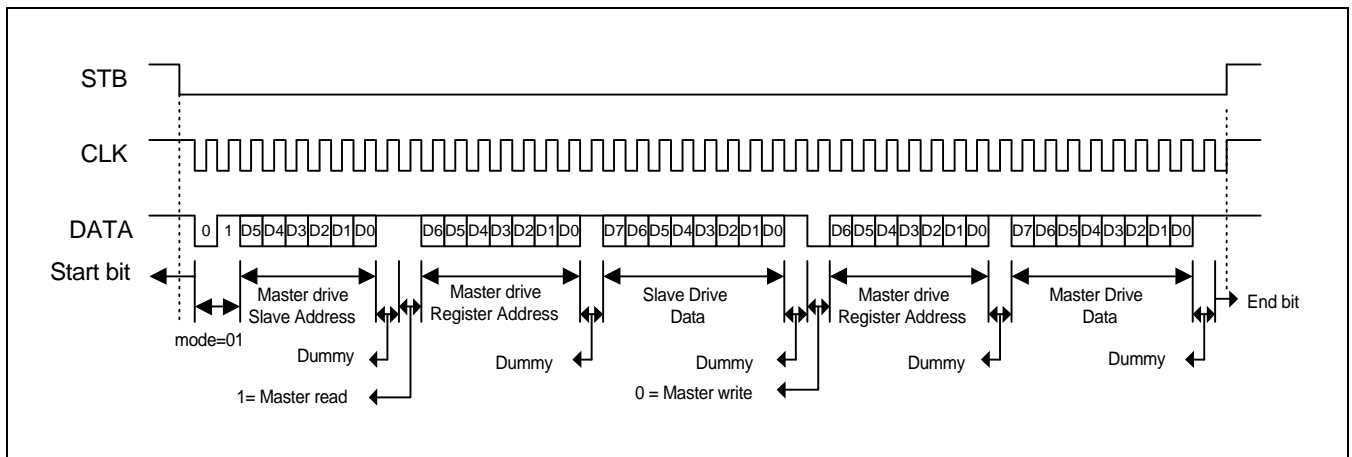 STB
CLK
DATA 0 1 D5 D4 D3 D2 D1 D0 D6 D5 D4 D3 D2 D1 D0 D7 D6 D5 D4 D3 D2 D1 D0 D6 D5 D4 D3 D2 D1 D0 D7 D6 D5 D4 D3 D2 D1 D0
Start bit
mode=01
Master drive
Slave Address
Dummy
1= Master read
Master drive
Register Address
Dummy
Slave Drive
Data
Dummy
0 = Master write
Master drive
Register Address
Dummy
Master Drive
Data
Dummy
End bit